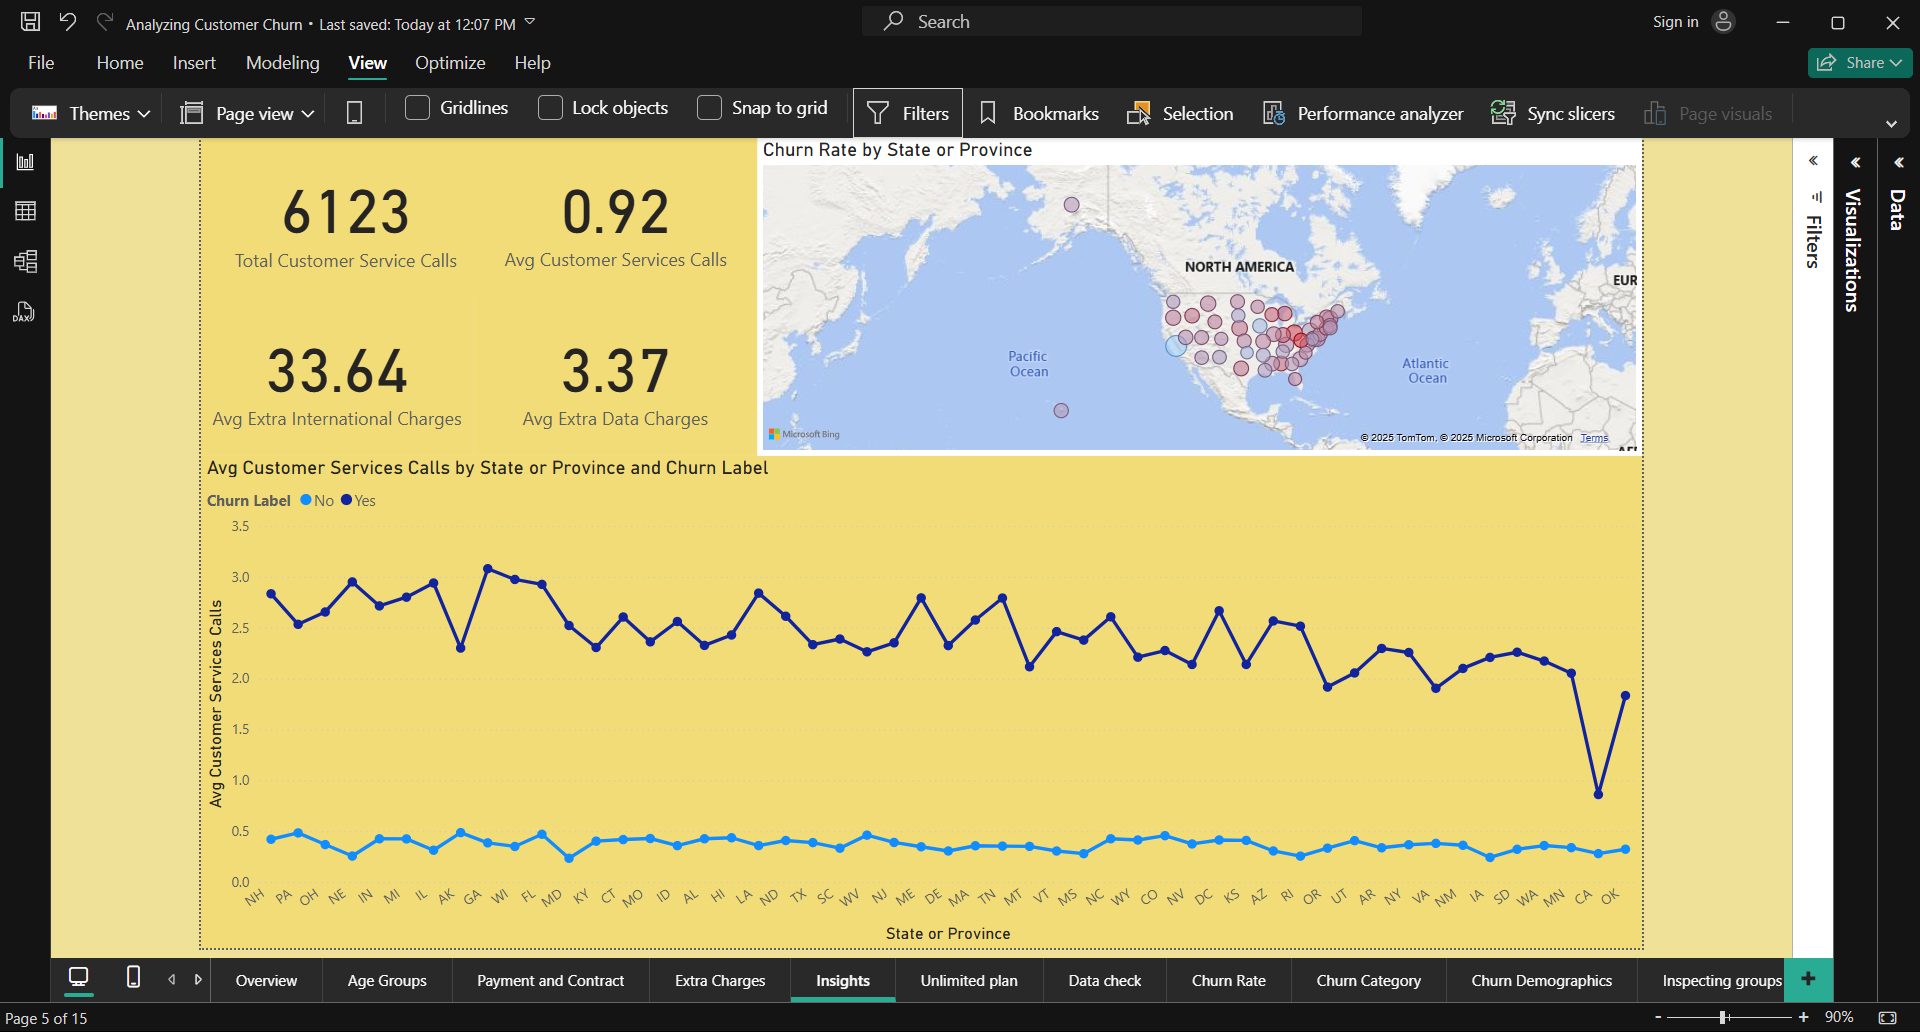 Analyzing Customer Churn • Last saved: Today at 12:07 PM
Search
Sign in
File
Home
Insert
Modeling
View
Optimize
Help
Share
Themes
Page view
Gridlines
Lock objects
Snap to grid
Filters
Bookmarks
Selection
Performance analyzer
Sync slicers
Page visuals
DAX
6123
Total Customer Service Calls
0.92
Avg Customer Services Calls
33.64
Avg Extra International Charges
3.37
Avg Extra Data Charges
Churn Rate by State or Province
NORTH AMERICA
EUR
Pacific
Ocean
Atlantic
Ocean
Microsoft Bing
© 2025 TomTom, © 2025 Microsoft Corporation Terms
Filters
Visualizations
Data
Avg Customer Services Calls by State or Province and Churn Label
Churn Label No Yes
Avg Customer Services Calls
3.5
3.0
2.5
2.0
1.5
1.0
0.5
0.0
NH PA OH NE IN MI IL AK GA WI FL MD KY CT MO ID AL HI LA ND TX SC WV NJ ME DE MA TN MT VT MS NC WY CO NV DC KS AZ RI OR UT AR NY VA NM IA SD WA MN CA OK
State or Province
Overview
Age Groups
Payment and Contract
Extra Charges
Insights
Unlimited plan
Data check
Churn Rate
Churn Category
Churn Demographics
Inspecting groups
+
Page 5 of 15
- + 90%